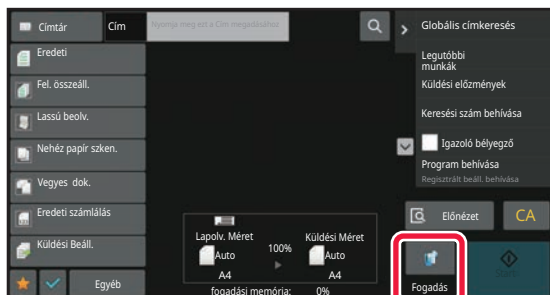 Címtár
Cím
Nyomja meg ezt a Cím megadásához
Globális címkeresés
Eredeti
Legutóbbi
munkák
Fel. összeáll.
Küldési előzmények
Lassú beolv.
Keresési szám behívása
Nehéz papír szken.
Igazoló bélyegző
Program behívása
Regisztrált beáll. behívása
Vegyes dok.
Eredeti számlálás
Előnézet
CA
Lapolv. Méret
100%
Küldési Méret
Auto
Auto
A4
A4
Küldési Beáll.
Start
Egyéb
fogadási memória: 0%
Fogadás